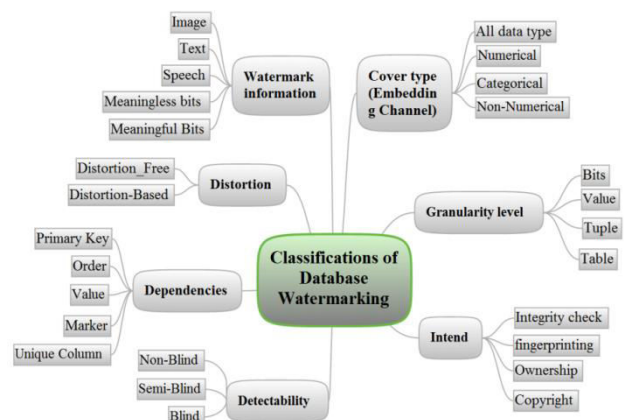 Image
Text
Speech
Meaningless bits
Meaningful Bits
Watermark
information
Distortion_Free
Distortion-Based
Distortion
Primary Key
Order
Value
Marker
Unique Column
Dependencies
Non-Blind
Semi-Blind
Blind
Detectability
Classifications of
Database
Watermarking
Cover type
(Embeddin
g Channel)
All data type
Numerical
Categorical
Non-Numerical
Granularity level
Bits
Value
Tuple
Table
Intend
Integrity check
fingerprinting
Ownership
Copyright